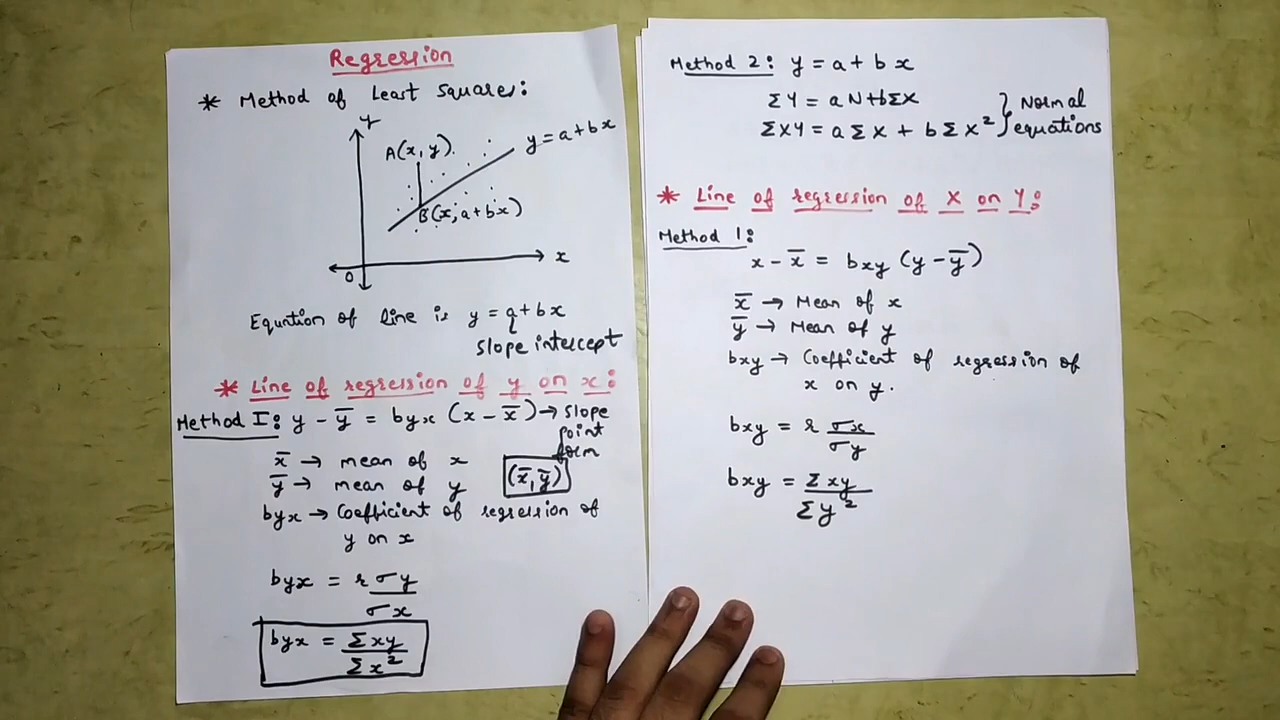 Regression
* Method of Least Squares:
Y
A(x, y)
y = a + bx
B(x, a+bx)
O
x
Equation of line is y = a + bx
slope intercept
* Line of regression of y on x:
Method I: y - ȳ = byx (x - x̄) → slope point form
x̄ → mean of x
(x̄, ȳ)
ȳ → mean of y
byx → Coefficient of regression of
y on x
byx = r σy / σx
byx = Σxy / Σx²
Method 2: y = a + bx
ΣY = aN + bΣX
ΣXY = aΣX + bΣX²
} Normal equations
* Line of regression of X on Y:
Method 1:
x - x̄ = bxy (y - ȳ)
x̄ → Mean of x
ȳ → Mean of y
bxy → Coefficient of regression of
x on y.
bxy = r σx / σy
bxy = Σxy / Σy²